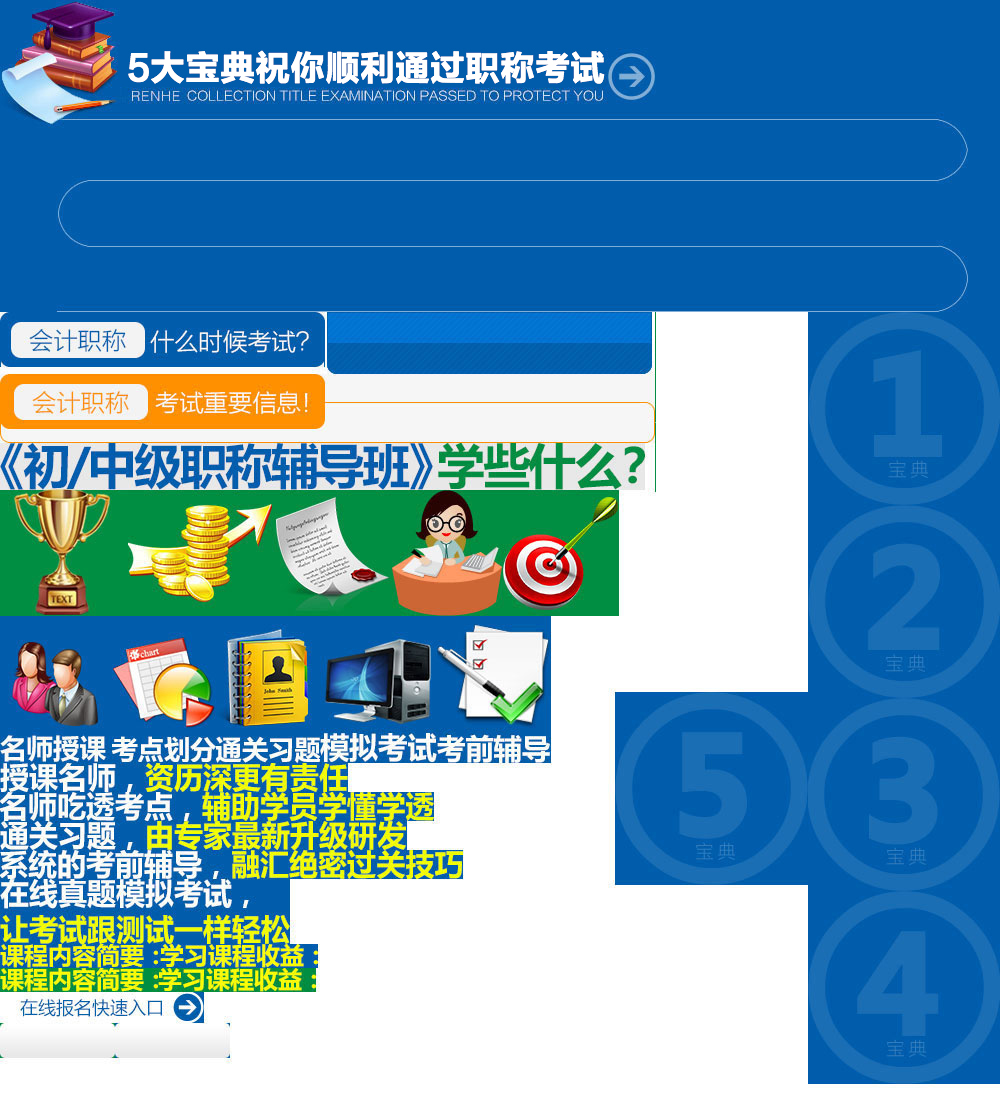 5大宝典祝你顺利通过职称考试
RENHE COLLECTION TITLE EXAMINATION PASSED TO PROTECT YOU
会计职称 什么时候考试?
会计职称 考试重要信息!
《初/中级职称辅导班》学些什么?
TEXT
chart
John Smith
名师授课 考点划分通关习题模拟考试考前辅导
授课名师，资历深更有责任
名师吃透考点，辅助学员学懂学透
通关习题，由专家最新升级研发
系统的考前辅导，融汇绝密过关技巧
在线真题模拟考试，
让考试跟测试一样轻松
课程内容简要：学习课程收益：
课程内容简要：学习课程收益：
在线报名快速入口
1
宝典
2
宝典
3
宝典
5
宝典
4
宝典